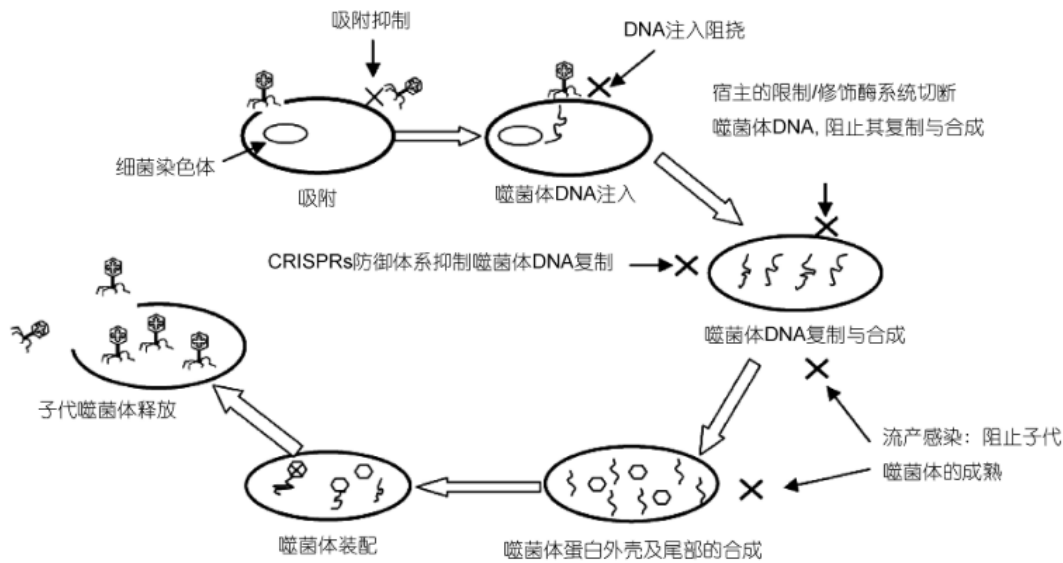 吸附抑制
DNA注入阻挠
宿主的限制/修饰酶系统切断
噬菌体DNA, 阻止其复制与合成
细菌染色体
吸附
噬菌体DNA注入
CRISPRs防御体系抑制噬菌体DNA复制
噬菌体DNA复制与合成
子代噬菌体释放
流产感染：阻止子代
噬菌体的成熟
噬菌体装配
噬菌体蛋白外壳及尾部的合成